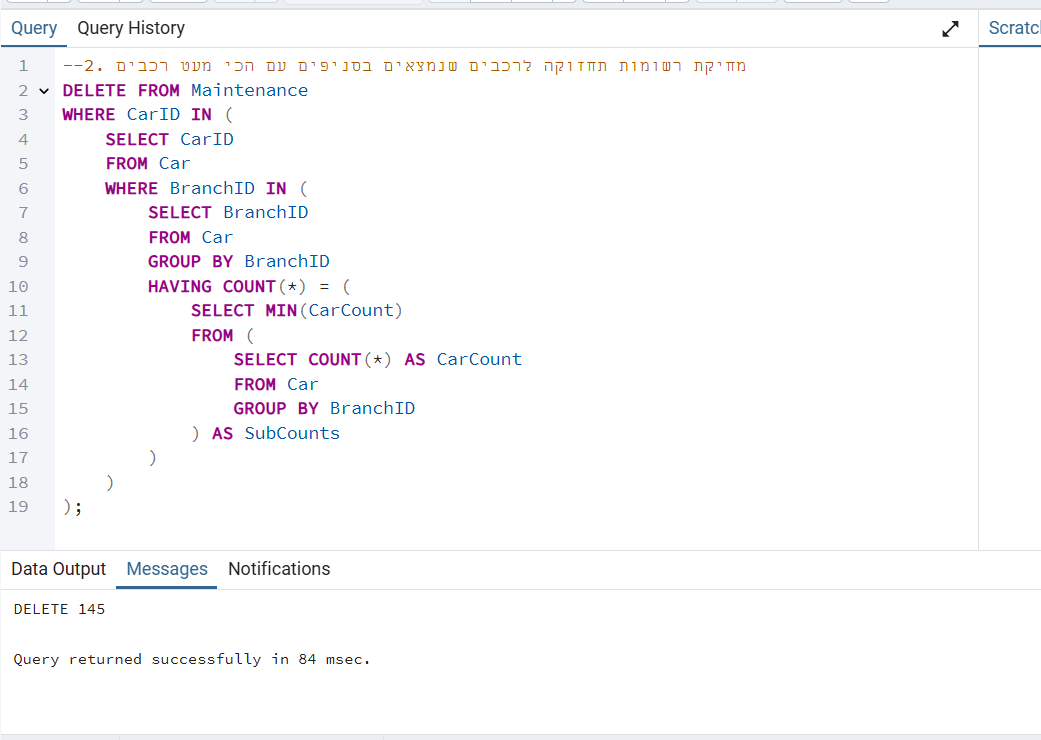 Query Query History Scratc
1 --2. מחיקת רשומות תחזוקה לרכבים שנמצאים בסניפים עם הכי מעט רכבים
2 DELETE FROM Maintenance
3 WHERE CarID IN (
4 SELECT CarID
5 FROM Car
6 WHERE BranchID IN (
7 SELECT BranchID
8 FROM Car
9 GROUP BY BranchID
10 HAVING COUNT(*) = (
11 SELECT MIN(CarCount)
12 FROM (
13 SELECT COUNT(*) AS CarCount
14 FROM Car
15 GROUP BY BranchID
16 ) AS SubCounts
17 )
18 )
19 );
Data Output Messages Notifications
DELETE 145
Query returned successfully in 84 msec.